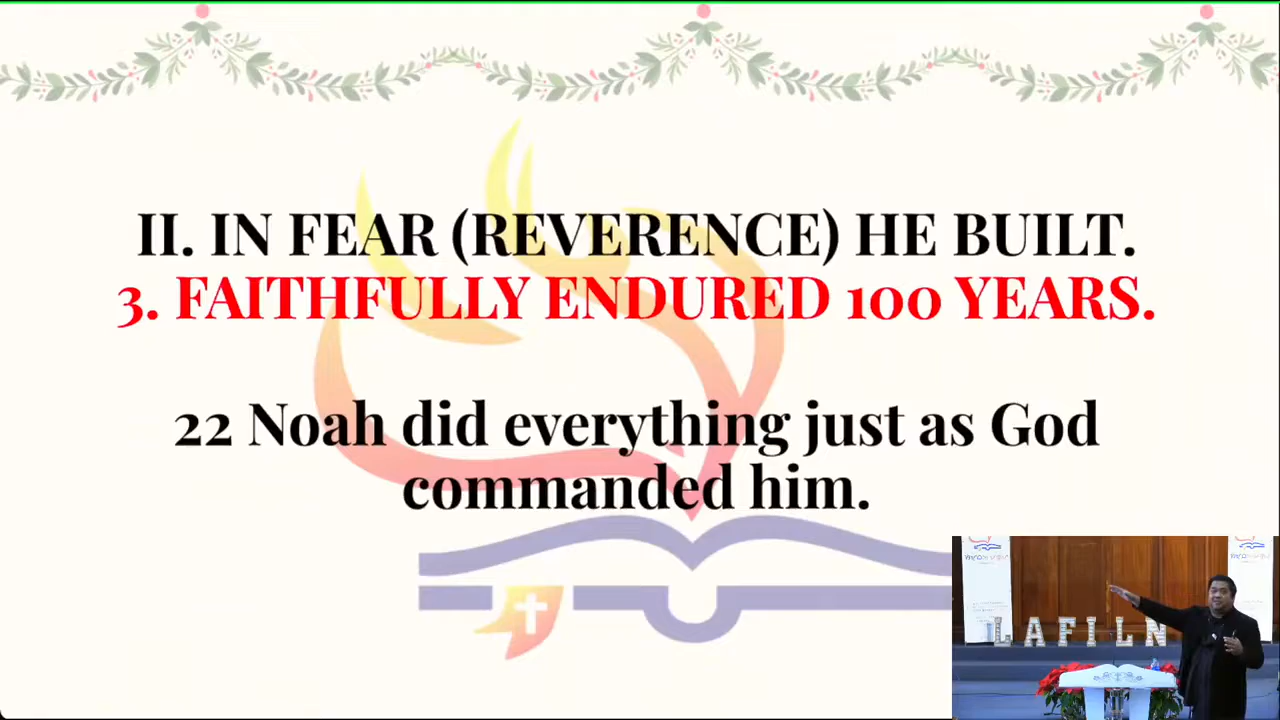 II. IN FEAR (REVERENCE) HE BUILT.
3. FAITHFULLY ENDURED 100 YEARS.
22 Noah did everything just as God
commanded him.
LAFILN